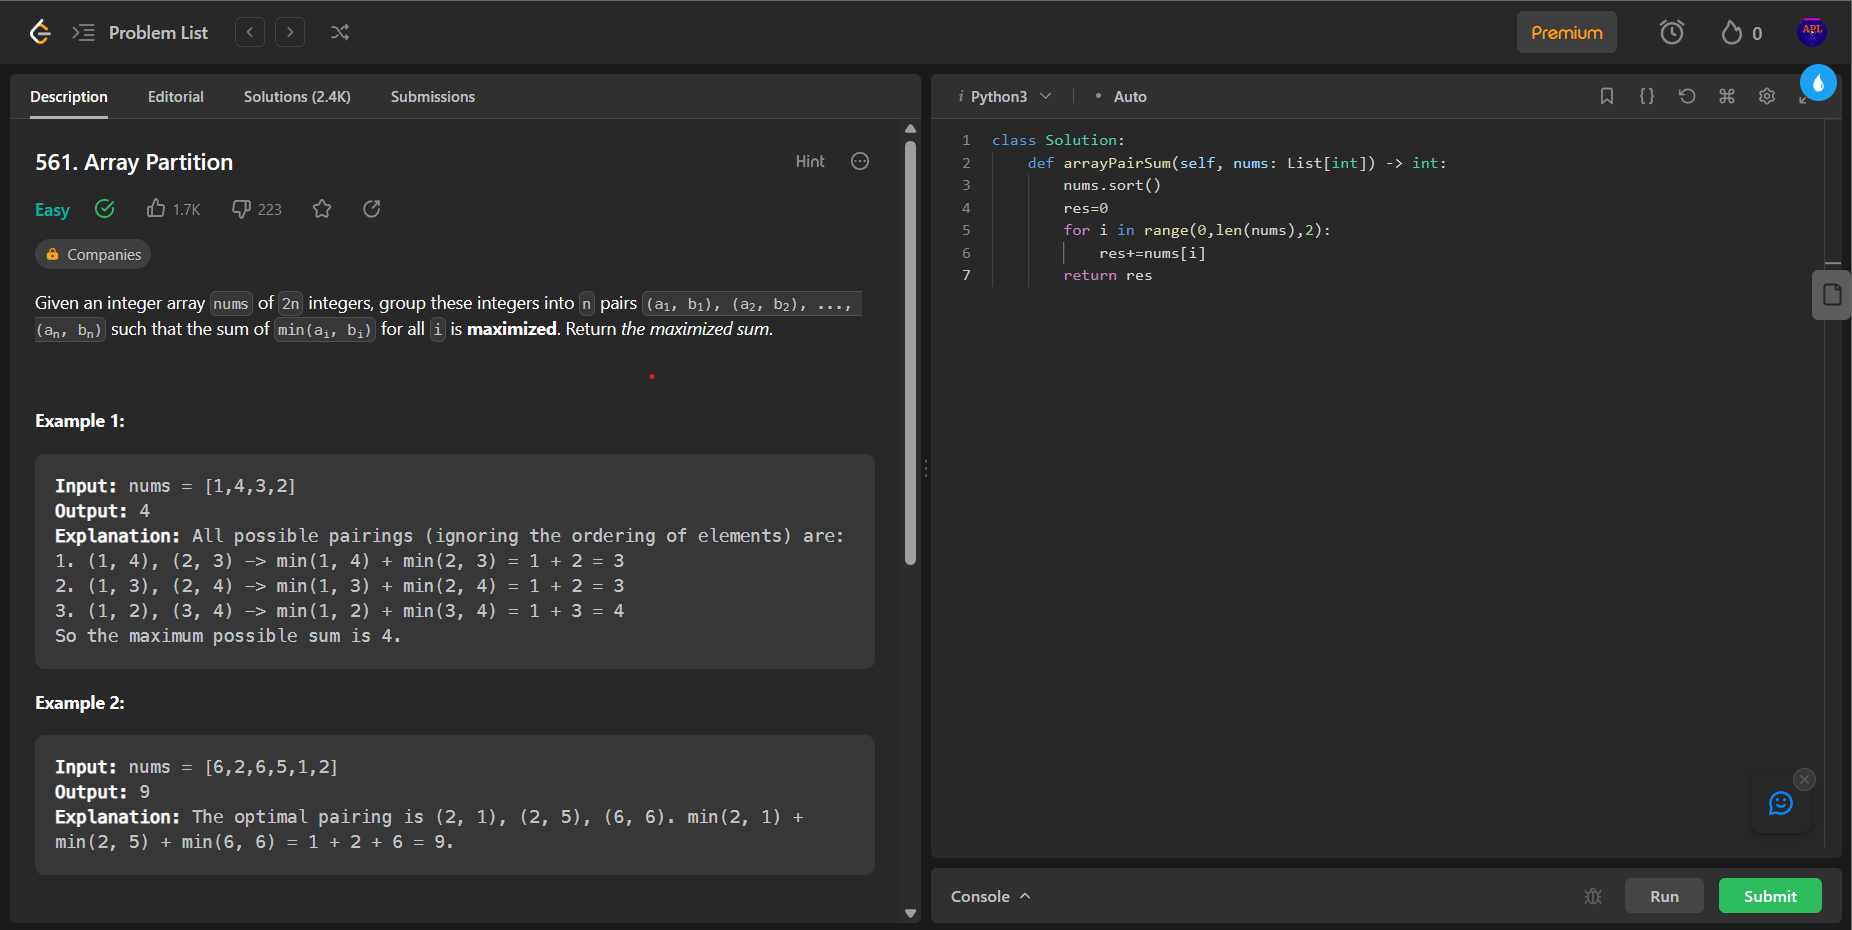 Problem List
Premium
0
APL
Description Editorial Solutions (2.4K) Submissions
561. Array Partition
Hint
Easy 1.7K 223
Companies
Given an integer array nums of 2n integers, group these integers into n pairs (a₁, b₁), (a₂, b₂), ...,
(aₙ, bₙ) such that the sum of min(aᵢ, bᵢ) for all i is maximized. Return the maximized sum.
Example 1:
Input: nums = [1,4,3,2]
Output: 4
Explanation: All possible pairings (ignoring the ordering of elements) are:
1. (1, 4), (2, 3) -> min(1, 4) + min(2, 3) = 1 + 2 = 3
2. (1, 3), (2, 4) -> min(1, 3) + min(2, 4) = 1 + 2 = 3
3. (1, 2), (3, 4) -> min(1, 2) + min(3, 4) = 1 + 3 = 4
So the maximum possible sum is 4.
Example 2:
Input: nums = [6,2,6,5,1,2]
Output: 9
Explanation: The optimal pairing is (2, 1), (2, 5), (6, 6). min(2, 1) +
min(2, 5) + min(6, 6) = 1 + 2 + 6 = 9.
i Python3 • Auto
1 class Solution:
2     def arrayPairSum(self, nums: List[int]) -> int:
3         nums.sort()
4         res=0
5         for i in range(0,len(nums),2):
6             res+=nums[i]
7         return res
Console Run Submit